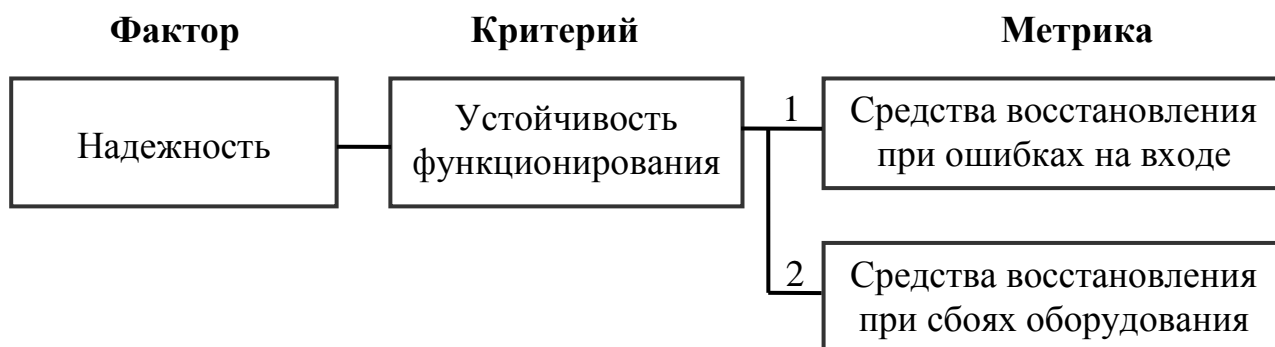 Фактор
Критерий
Метрика
Надежность
Устойчивость
функционирования
1
Средства восстановления
при ошибках на входе
2
Средства восстановления
при сбоях оборудования